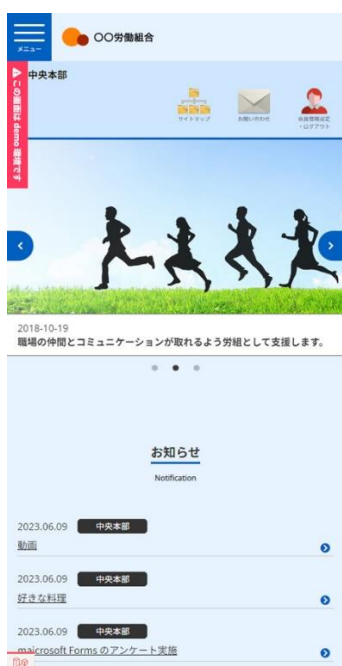 メニュー
〇〇労働組合
中央本部
この画面は demo 環境です
サイトマップ
お問い合わせ
会員情報設定
・ログアウト
2018-10-19
職場の仲間とコミュニケーションが取れるよう労組として支援します。
お知らせ
Notification
2023.06.09 中央本部
動画
2023.06.09 中央本部
好きな料理
2023.06.09 中央本部
maicrosoft Forms のアンケート実施